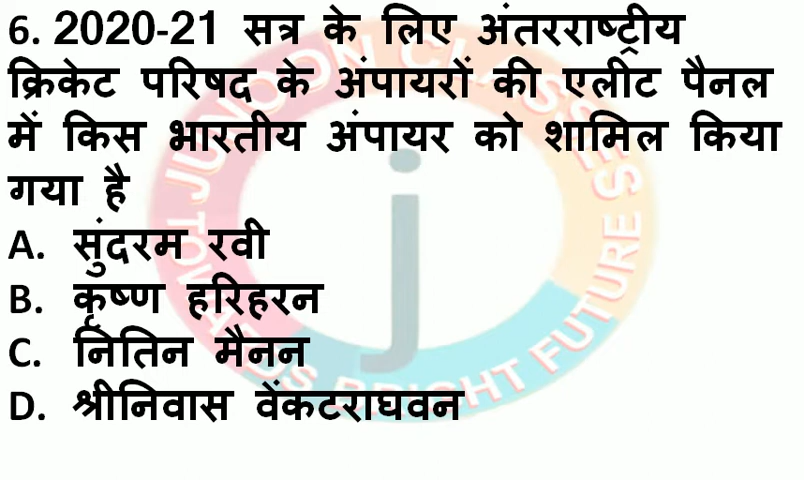 6. 2020-21 सत्र के लिए अंतरराष्ट्रीय
क्रिकेट परिषद के अंपायरों की एलीट पैनल
में किस भारतीय अंपायर को शामिल किया
गया है
A. सुंदरम रवी
B. कृष्ण हरिहरन
C. नितिन मैनन
D. श्रीनिवास वेंकटराघवन